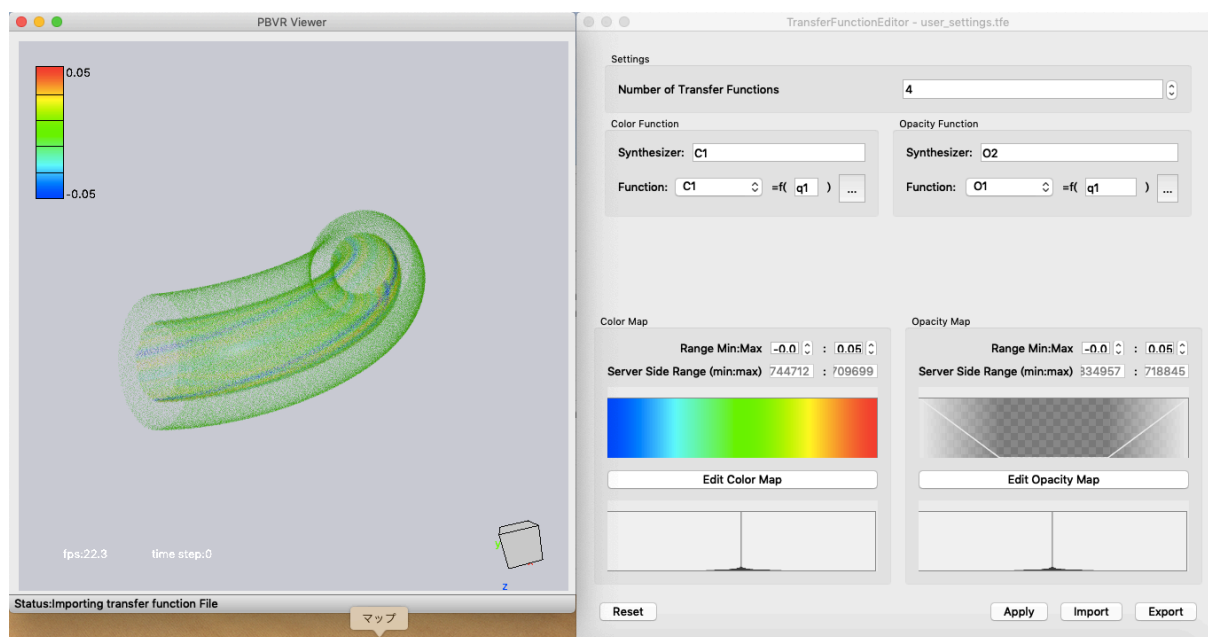 PBVR Viewer
0.05
-0.05
fps:22.3 time step:0
y
z
Status:Importing transfer function File
マップ
TransferFunctionEditor - user_settings.tfe
Settings
Number of Transfer Functions 4
Color Function
Synthesizer: C1
Function: C1 =f( q1 ) ...
Opacity Function
Synthesizer: O2
Function: O1 =f( q1 ) ...
Color Map
Range Min:Max -0.0 : 0.05
Server Side Range (min:max) 744712 : 709699
Edit Color Map
Opacity Map
Range Min:Max -0.0 : 0.05
Server Side Range (min:max) 334957 : 718845
Edit Opacity Map
Reset
Apply Import Export